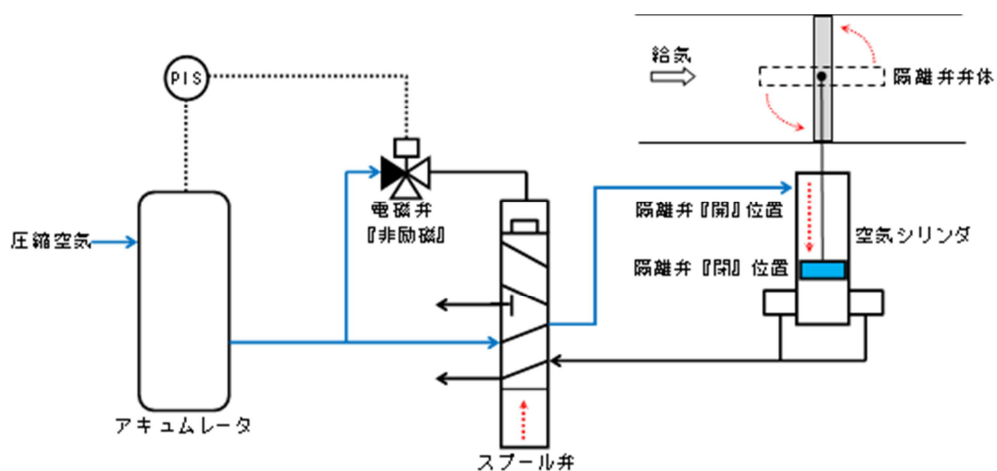 PIS
給気
隔離弁弁体
電磁弁
『非励磁』
圧縮空気
隔離弁『開』位置
空気シリンダ
隔離弁『閉』位置
アキュムレータ
スプール弁